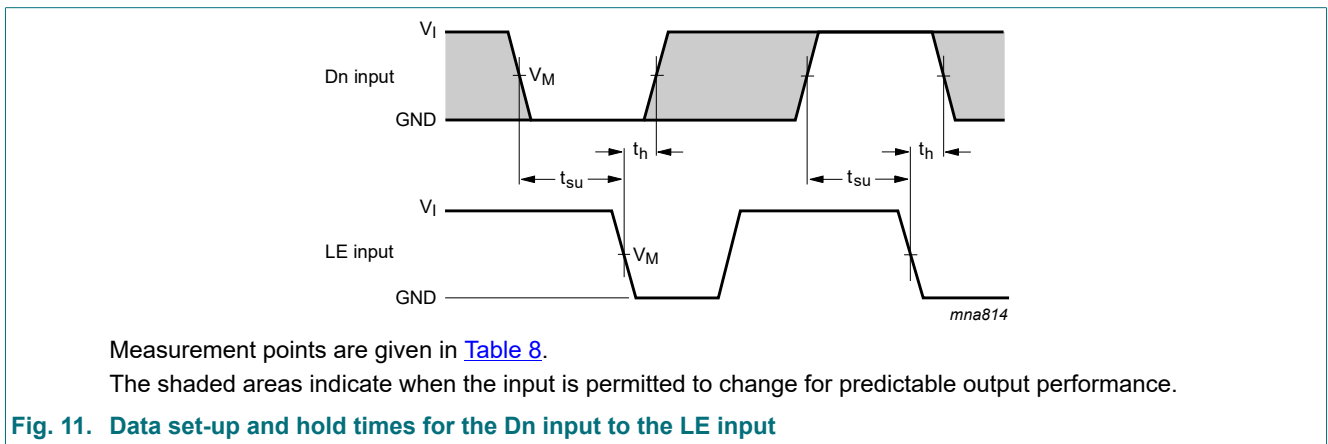 VI
Dn input
VM
GND
th
th
tsu
tsu
VI
LE input
VM
GND
mna814
Measurement points are given in Table 8.
The shaded areas indicate when the input is permitted to change for predictable output performance.
Fig. 11. Data set-up and hold times for the Dn input to the LE input